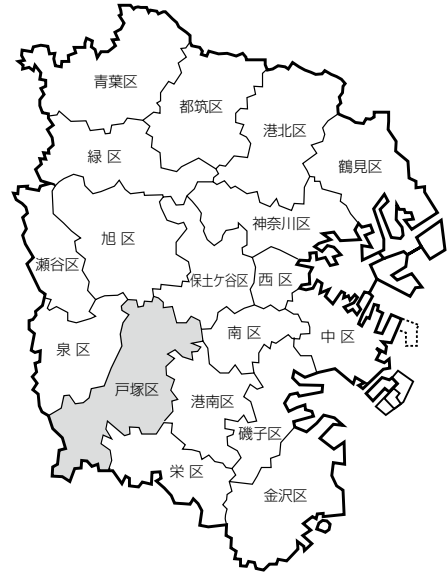 青葉区
都筑区
港北区
緑 区
鶴見区
神奈川区
旭 区
瀬谷区
保土ケ谷区
西 区
南 区
中 区
泉 区
戸塚区
港南区
磯子区
栄 区
金沢区